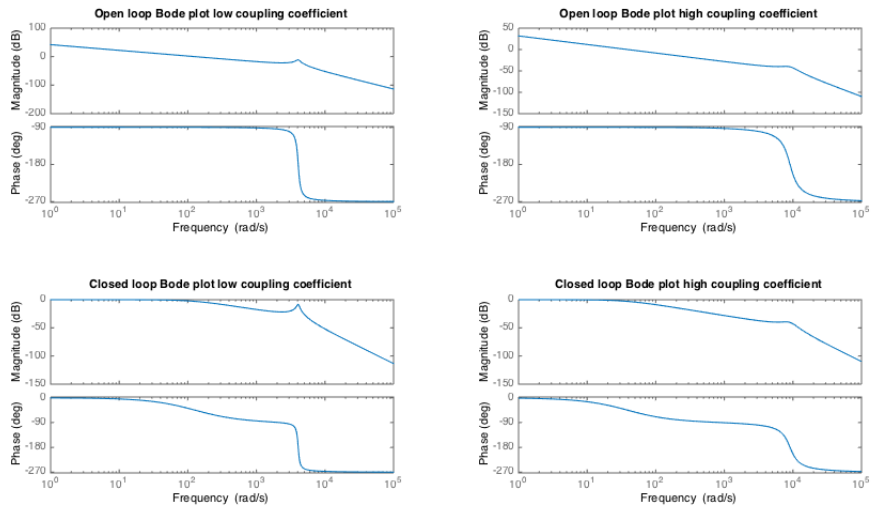 Open loop Bode plot low coupling coefficient
100
0
-100
-200
Magnitude (dB)
-90
-180
-270
Phase (deg)
10^0 10^1 10^2 10^3 10^4 10^5
Frequency (rad/s)
Open loop Bode plot high coupling coefficient
50
0
-50
-100
-150
Magnitude (dB)
-90
-180
-270
Phase (deg)
10^0 10^1 10^2 10^3 10^4 10^5
Frequency (rad/s)
Closed loop Bode plot low coupling coefficient
0
-50
-100
-150
Magnitude (dB)
0
-90
-180
-270
Phase (deg)
10^0 10^1 10^2 10^3 10^4 10^5
Frequency (rad/s)
Closed loop Bode plot high coupling coefficient
0
-50
-100
-150
Magnitude (dB)
0
-90
-180
-270
Phase (deg)
10^0 10^1 10^2 10^3 10^4 10^5
Frequency (rad/s)